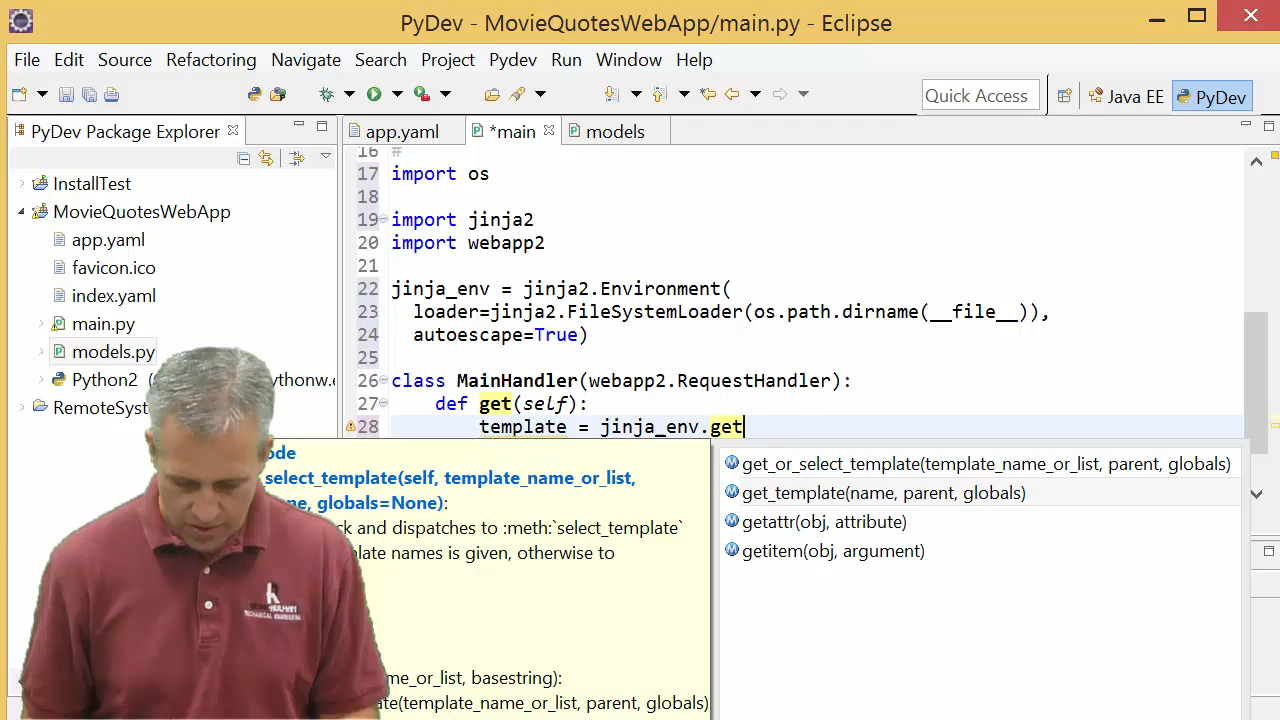 PyDev - MovieQuotesWebApp/main.py - Eclipse
File Edit Source Refactoring Navigate Search Project Pydev Run Window Help
Quick Access
Java EE
PyDev
PyDev Package Explorer
app.yaml
*main
models
InstallTest
MovieQuotesWebApp
app.yaml
favicon.ico
index.yaml
main.py
models.py
Python2
RemoteSyst
16 #
17 import os
18
19 import jinja2
20 import webapp2
21
22 jinja_env = jinja2.Environment(
23 loader=jinja2.FileSystemLoader(os.path.dirname(__file__)),
24 autoescape=True)
25
26 class MainHandler(webapp2.RequestHandler):
27 def get(self):
28 template = jinja_env.get
ode
select_template(self, template_name_or_list,
ne, globals=None):
ck and dispatches to :meth:`select_template`
plate names is given, otherwise to
me_or_list, basestring):
ate(template_name_or_list, parent, globals)
get_or_select_template(template_name_or_list, parent, globals)
get_template(name, parent, globals)
getattr(obj, attribute)
getitem(obj, argument)
MECHANICAL ENGINEERING